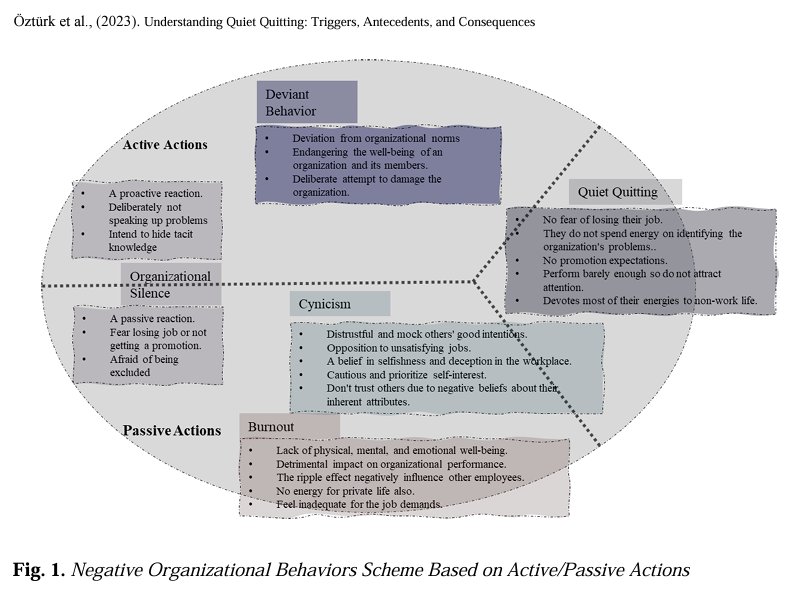 Öztürk et al., (2023). Understanding Quiet Quitting: Triggers, Antecedents, and Consequences
Deviant
Behavior
Active Actions
• Deviation from organizational norms
• Endangering the well-being of an
organization and its members.
• Deliberate attempt to damage the
organization.
• A proactive reaction.
• Deliberately not
speaking up problems
• Intend to hide tacit
knowledge
Quiet Quitting
• No fear of losing their job.
They do not spend energy on identifying the
organization's problems..
• No promotion expectations.
• Perform barely enough so do not attract
attention.
• Devotes most of their energies to non-work life.
Organizational
Silence
• A passive reaction.
• Fear losing job or not
getting a promotion.
• Afraid of being
excluded
Cynicism
• Distrustful and mock others' good intentions.
• Opposition to unsatisfying jobs.
• A belief in selfishness and deception in the workplace.
• Cautious and prioritize self-interest.
• Don't trust others due to negative beliefs about their
inherent attributes.
Passive Actions
Burnout
• Lack of physical, mental, and emotional well-being.
• Detrimental impact on organizational performance.
• The ripple effect negatively influence other employees.
• No energy for private life also.
• Feel inadequate for the job demands.
Fig. 1. Negative Organizational Behaviors Scheme Based on Active/Passive Actions